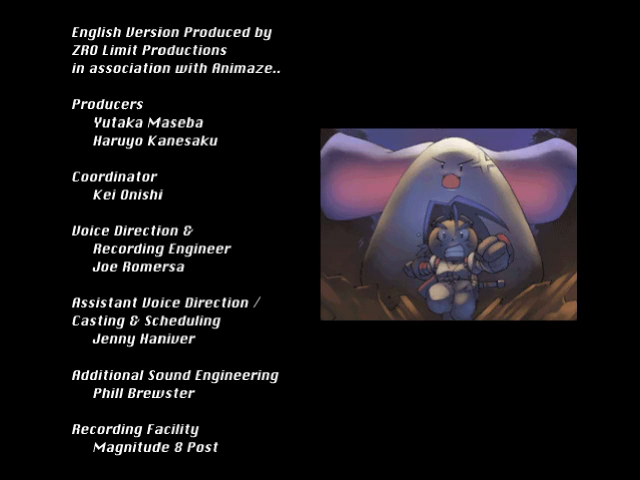 English Version Produced by
ZRO Limit Productions
in association with Animaze..
Producers
Yutaka Maseba
Haruyo Kanesaku
Coordinator
Kei Onishi
Voice Direction &
Recording Engineer
Joe Romersa
Assistant Voice Direction /
Casting & Scheduling
Jenny Haniver
Additional Sound Engineering
Phill Brewster
Recording Facility
Magnitude 8 Post